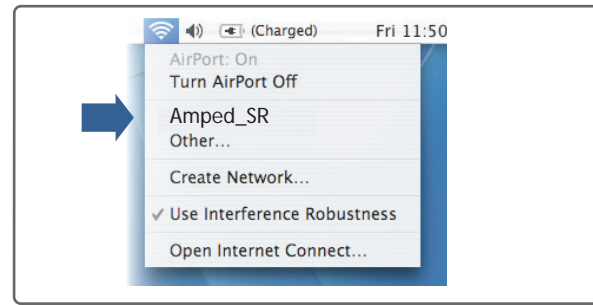 (Charged) Fri 11:50
AirPort: On
Turn AirPort Off
Amped_SR
Other...
Create Network...
Use Interference Robustness
Open Internet Connect...